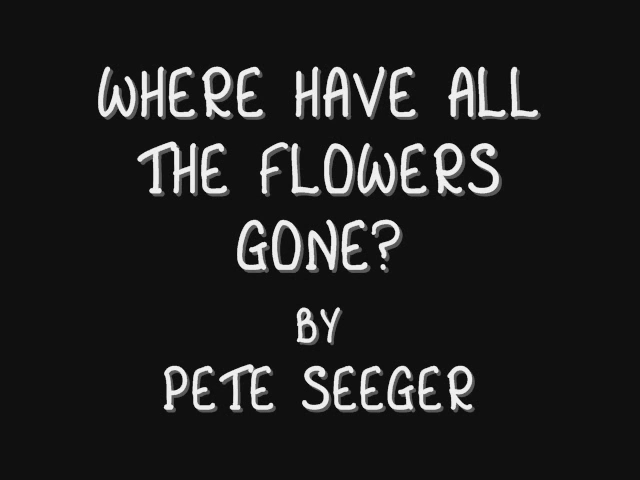 WHERE HAVE ALL
THE FLOWERS
GONE?
BY
PETE SEEGER